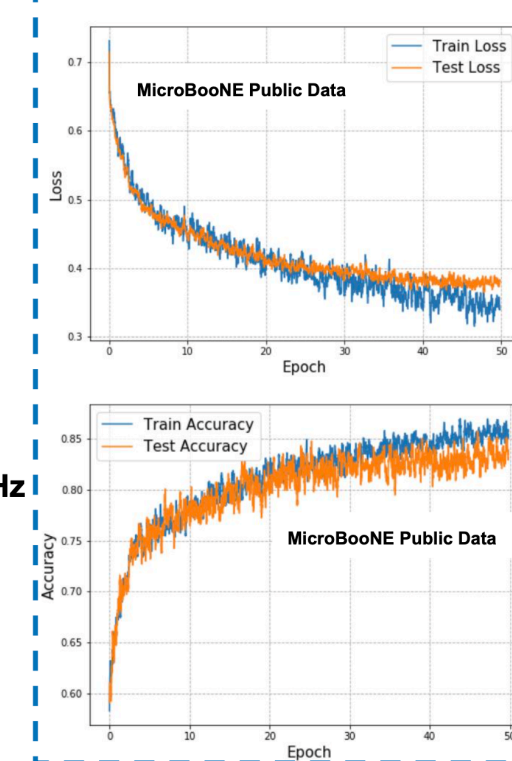 Train Loss
Test Loss
MicroBooNE Public Data
0.7
0.6
0.5
0.4
0.3
Loss
0 10 20 30 40 50
Epoch
Train Accuracy
Test Accuracy
MicroBooNE Public Data
0.85
0.80
0.75
0.70
0.65
0.60
Accuracy
0 10 20 30 40
Epoch